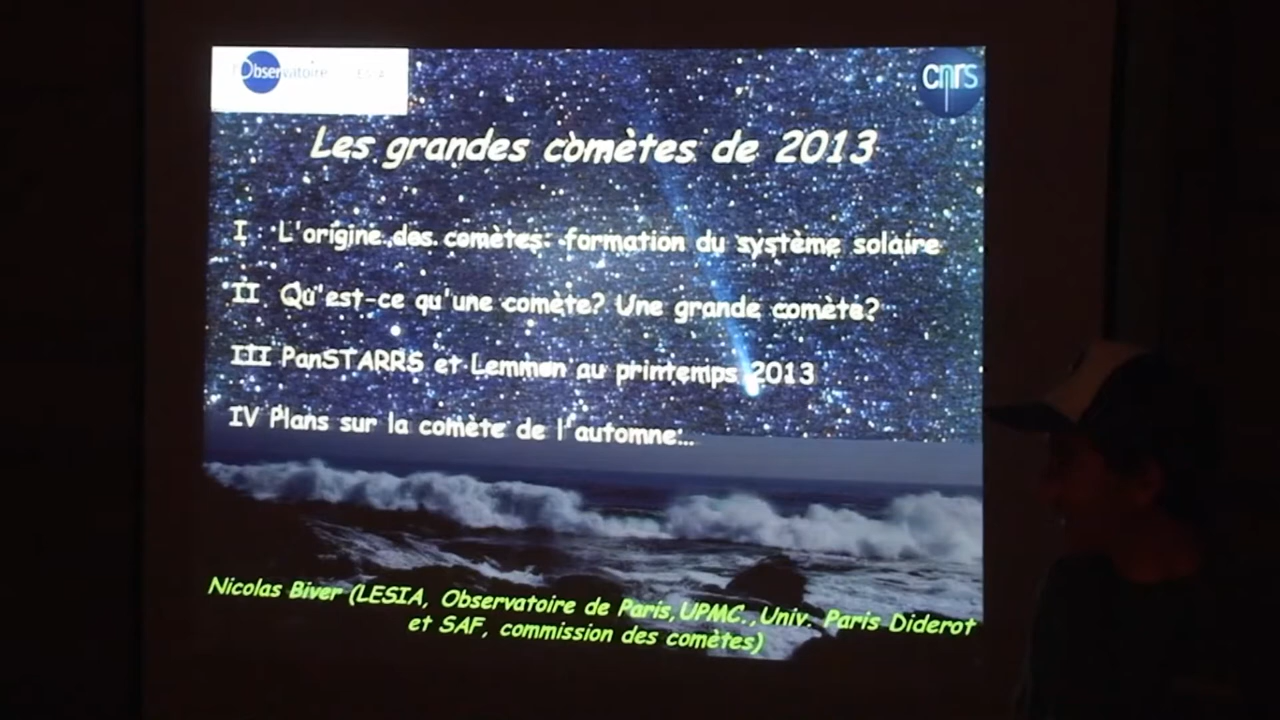 l'Observatoire LESIA
cnrs
Les grandes comètes de 2013
I L'origine des comètes: formation du système solaire
II Qu'est-ce qu'une comète? Une grande comète?
III PanSTARRS et Lemmon au printemps 2013
IV Plans sur la comète de l'automne...
Nicolas Biver (LESIA, Observatoire de Paris, UPMC., Univ. Paris Diderot
et SAF, commission des comètes)